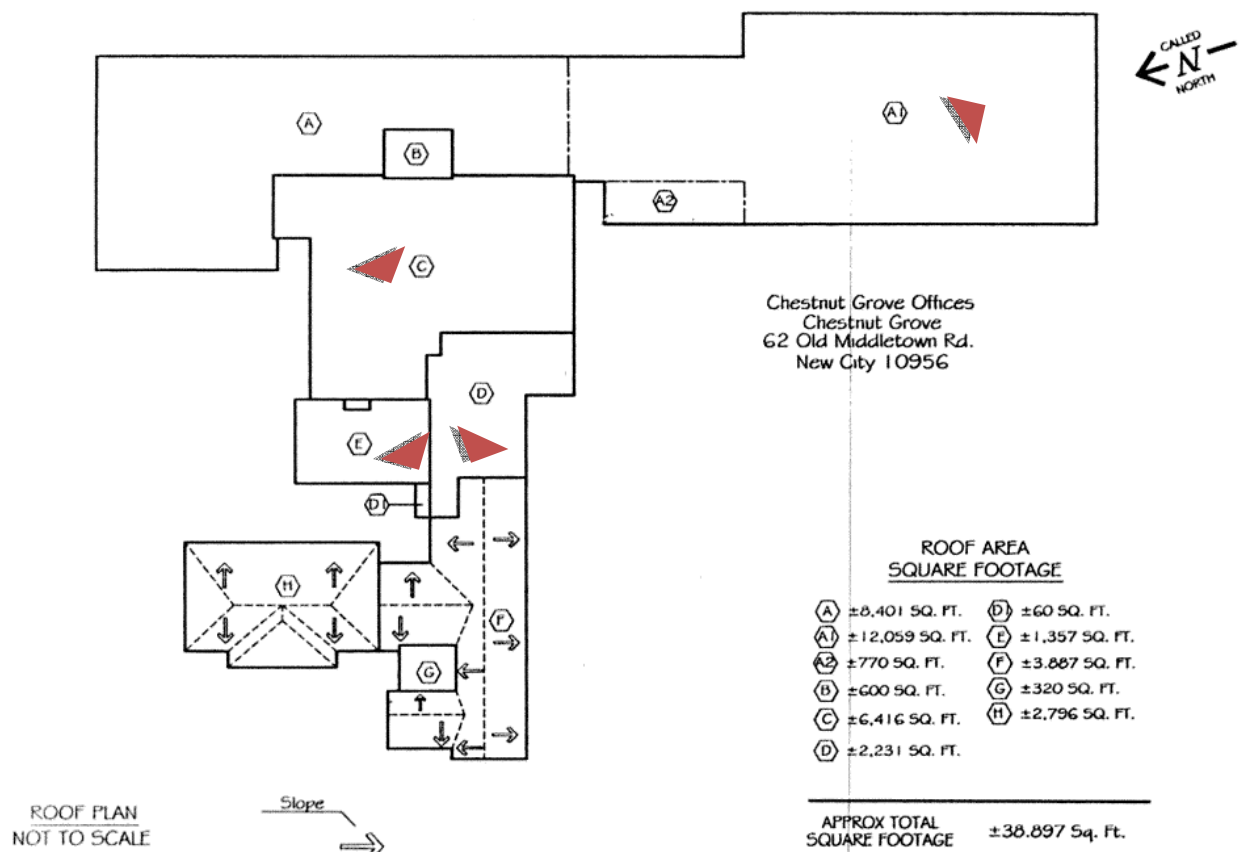 CALLED
N
NORTH
A
A1
B
A2
C
Chestnut Grove Offices
Chestnut Grove
62 Old Middletown Rd.
New City 10956
D
E
D1
H
F
G
ROOF AREA
SQUARE FOOTAGE
A ±8,401 SQ. FT.
A1 ±12,059 SQ. FT.
A2 ±770 SQ. FT.
B ±600 SQ. FT.
C ±6,416 SQ. FT.
D ±2,231 SQ. FT.
D1 ±60 SQ. FT.
E ±1,357 SQ. FT.
F ±3.887 SQ. FT.
G ±320 SQ. FT.
H ±2,796 SQ. FT.
APPROX TOTAL
SQUARE FOOTAGE ±38.897 Sq. Ft.
ROOF PLAN
NOT TO SCALE
Slope